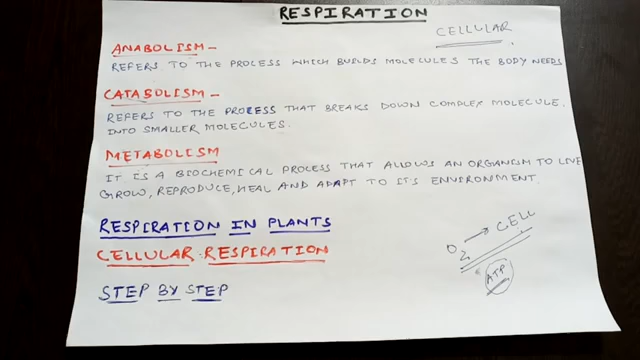 RESPIRATION
CELLULAR
ANABOLISM-
REFERS TO THE PROCESS WHICH BUILDS MOLECULES THE BODY NEEDS
CATABOLISM-
REFERS TO THE PROCESS THAT BREAKS DOWN COMPLEX MOLECULE.
INTO SMALLER MOLECULES.
METABOLISM
IT IS A BIOCHEMICAL PROCESS THAT ALLOWS AN ORGANISM TO LIVE
GROW, REPRODUCE, HEAL AND ADAPT TO ITS ENVIRONMENT.
RESPIRATION IN PLANTS
O2 → CELL
CELLULAR RESPIRATION
ATP
STEP BY STEP